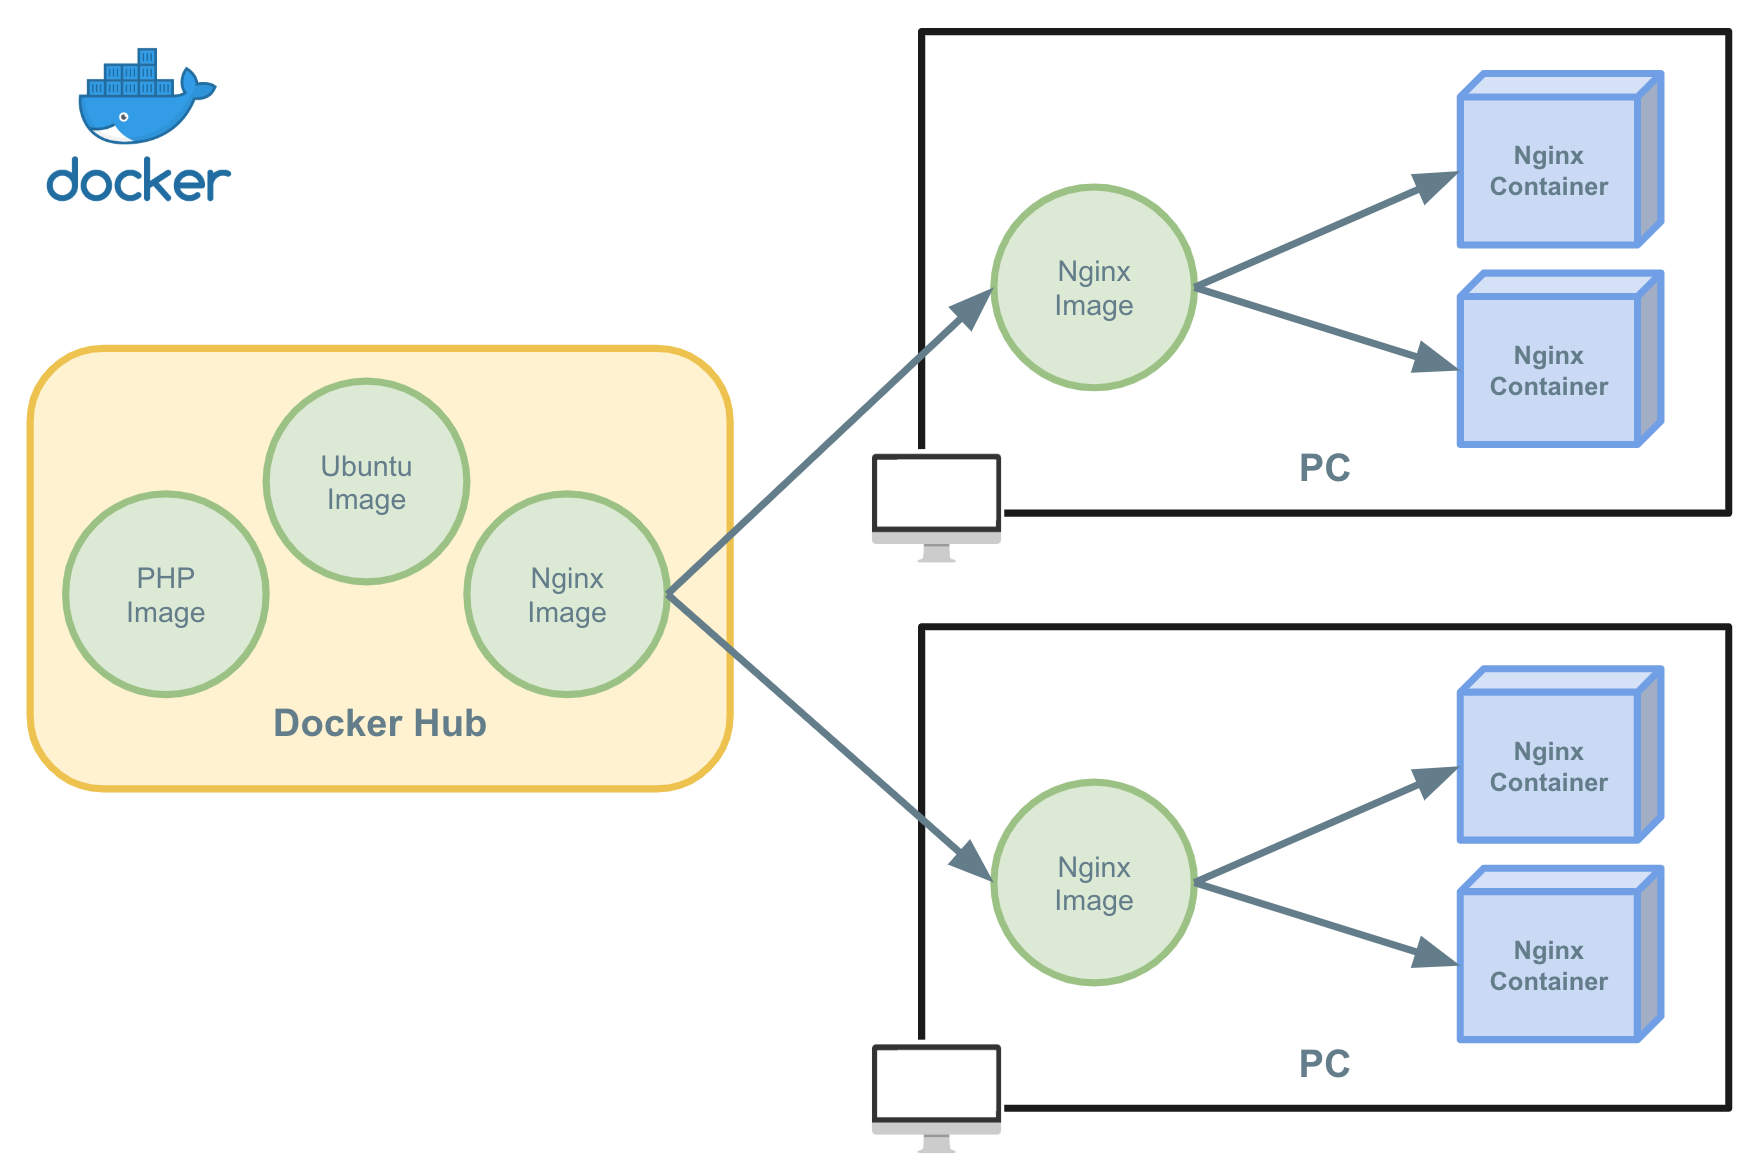 docker
PHP
Image
Ubuntu
Image
Nginx
Image
Docker Hub
Nginx
Image
Nginx
Container
Nginx
Container
PC
Nginx
Image
Nginx
Container
Nginx
Container
PC